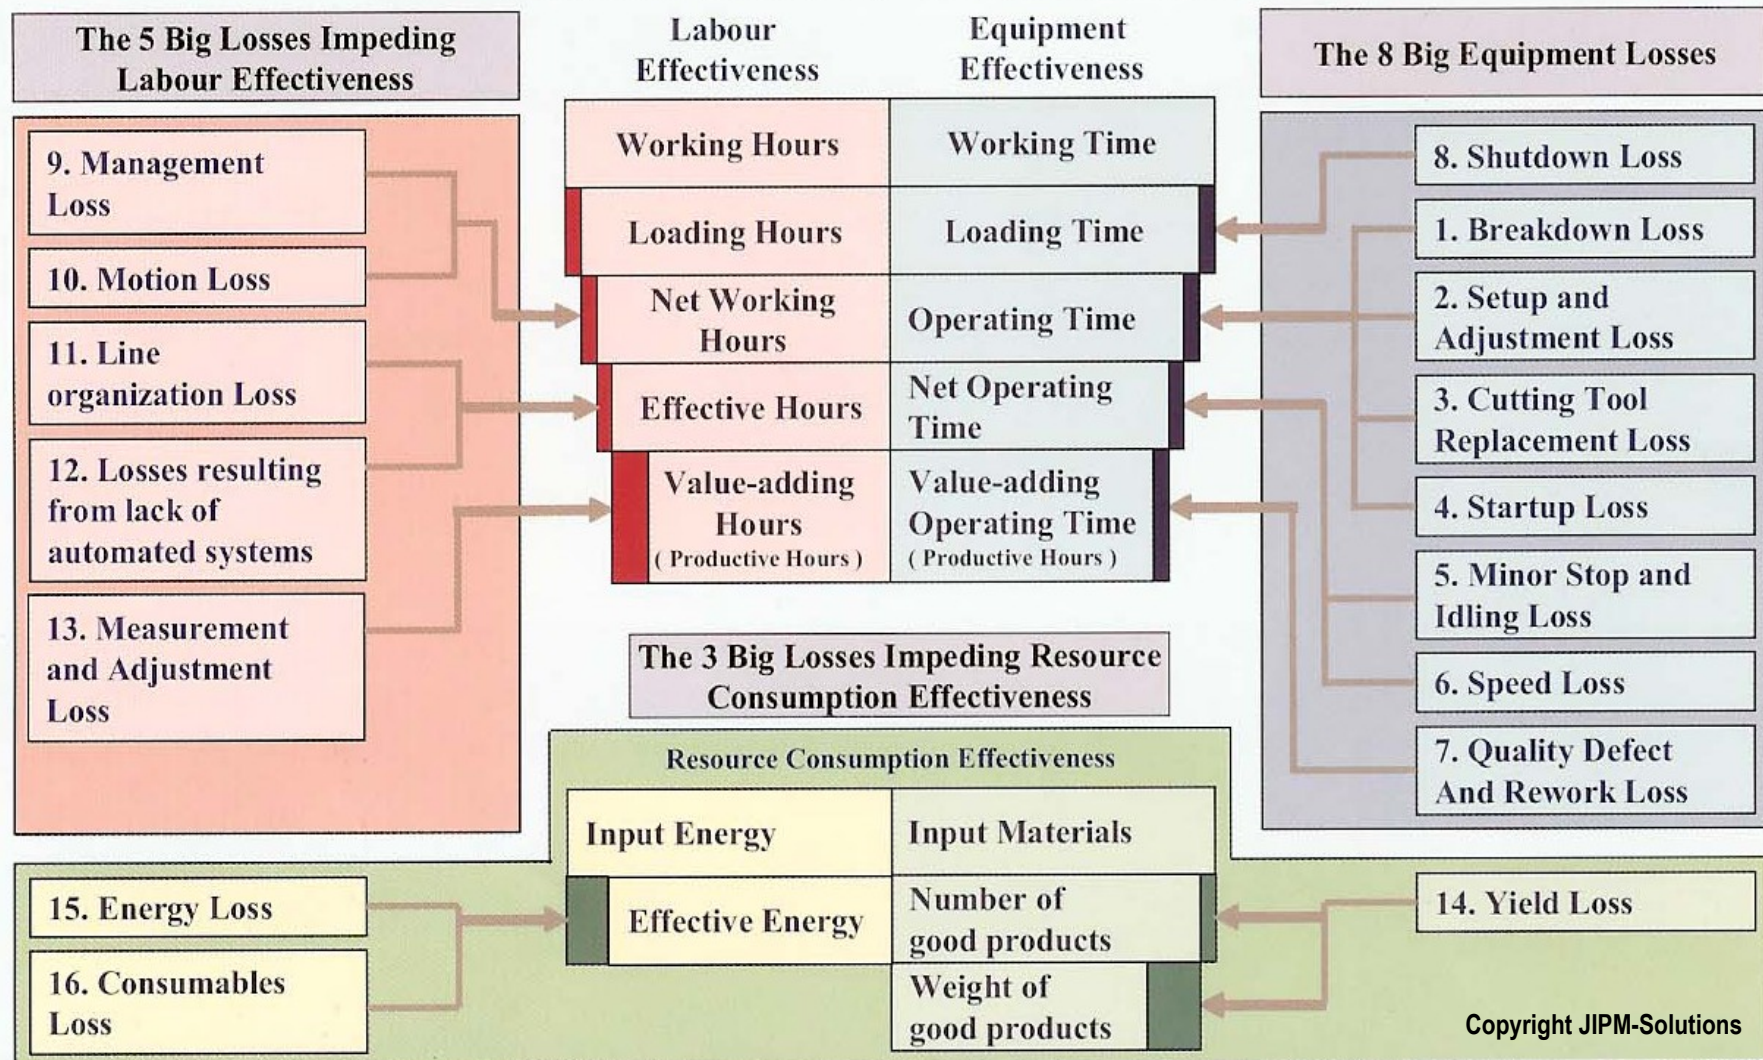 The 5 Big Losses Impeding
Labour Effectiveness
9. Management
Loss
10. Motion Loss
11. Line
organization Loss
12. Losses resulting
from lack of
automated systems
13. Measurement
and Adjustment
Loss
Labour
Effectiveness
Equipment
Effectiveness
Working Hours
Working Time
Loading Hours
Loading Time
Net Working
Hours
Operating Time
Effective Hours
Net Operating
Time
Value-adding
Hours
( Productive Hours )
Value-adding
Operating Time
( Productive Hours )
The 8 Big Equipment Losses
8. Shutdown Loss
1. Breakdown Loss
2. Setup and
Adjustment Loss
3. Cutting Tool
Replacement Loss
4. Startup Loss
5. Minor Stop and
Idling Loss
6. Speed Loss
7. Quality Defect
And Rework Loss
The 3 Big Losses Impeding Resource
Consumption Effectiveness
Resource Consumption Effectiveness
Input Energy
Input Materials
Effective Energy
Number of
good products
Weight of
good products
15. Energy Loss
16. Consumables
Loss
14. Yield Loss
Copyright JIPM-Solutions